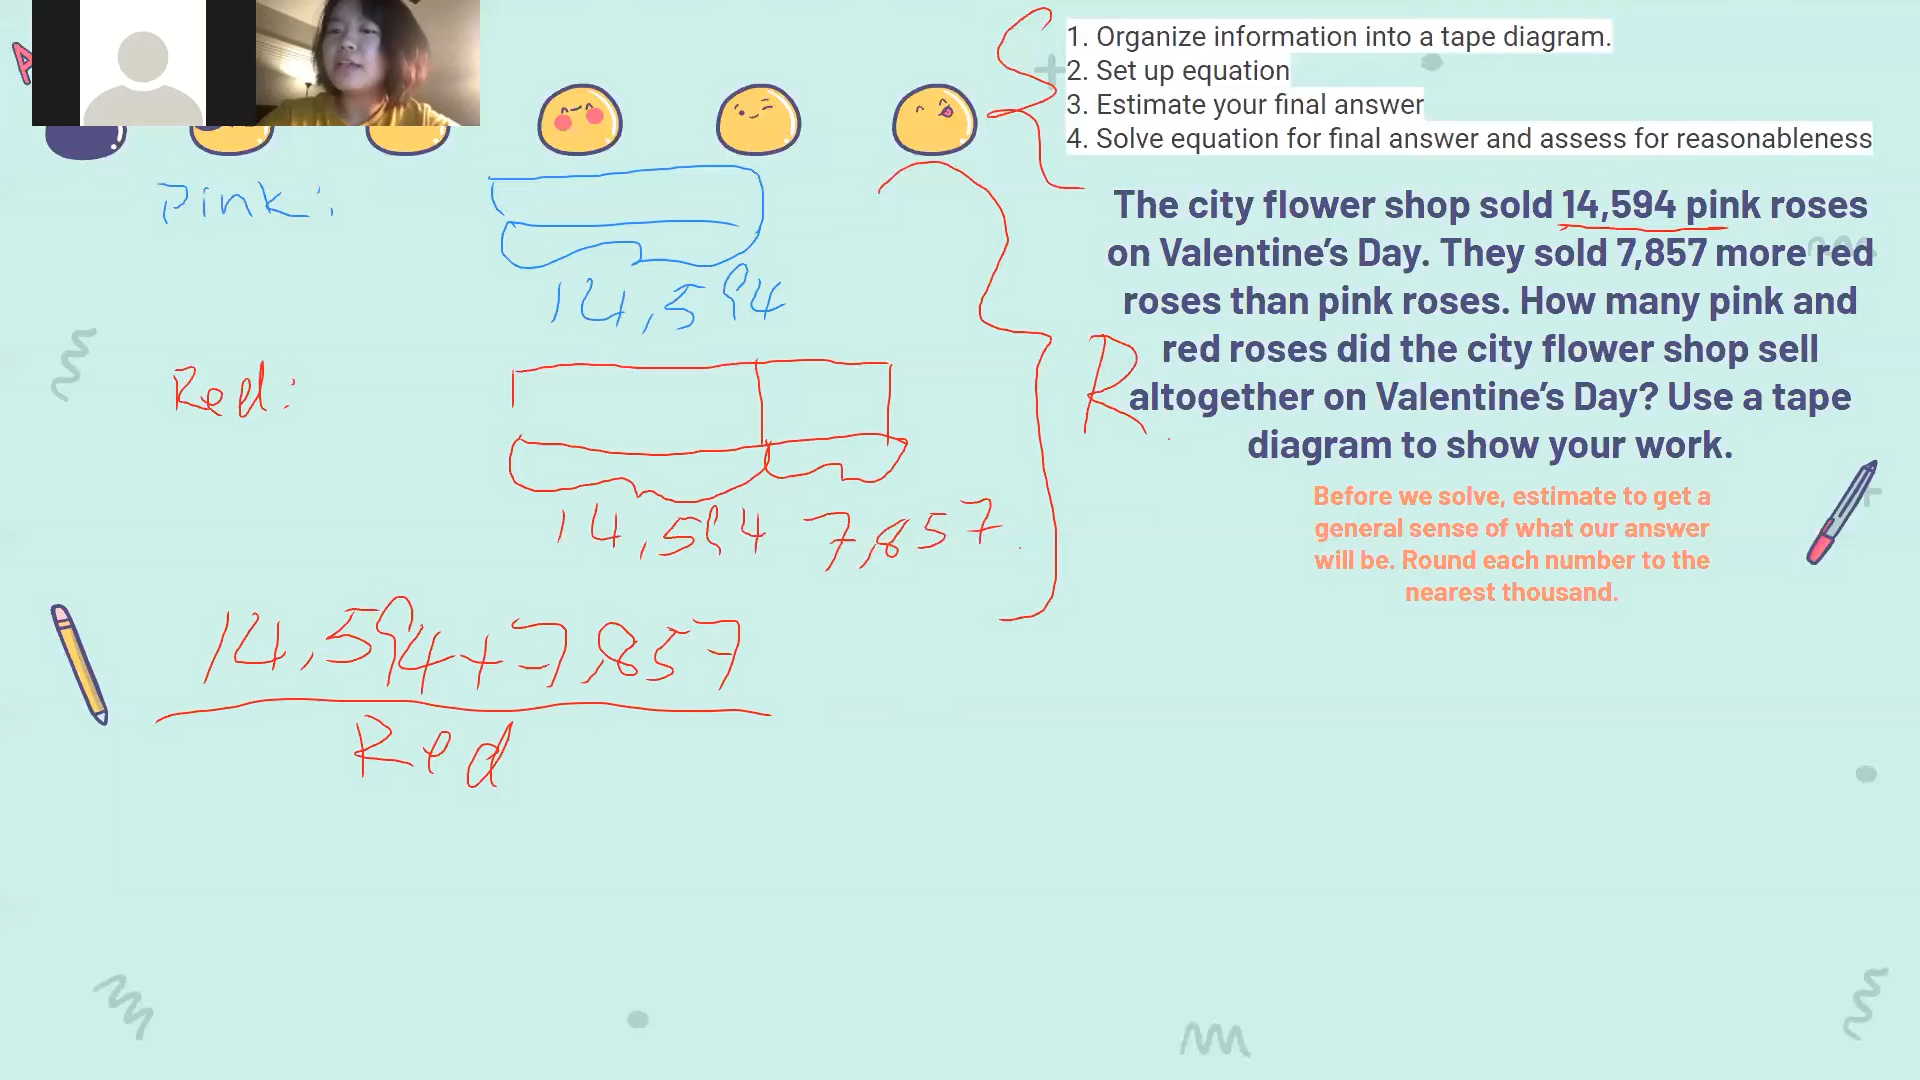 1. Organize information into a tape diagram.
2. Set up equation
3. Estimate your final answer
4. Solve equation for final answer and assess for reasonableness
The city flower shop sold 14,594 pink roses
on Valentine's Day. They sold 7,857 more red
roses than pink roses. How many pink and
red roses did the city flower shop sell
altogether on Valentine's Day? Use a tape
diagram to show your work.
Before we solve, estimate to get a
general sense of what our answer
will be. Round each number to the
nearest thousand.
Pink:
14,594
Red:
14,594 7,857
R
14,594+7,857
Red